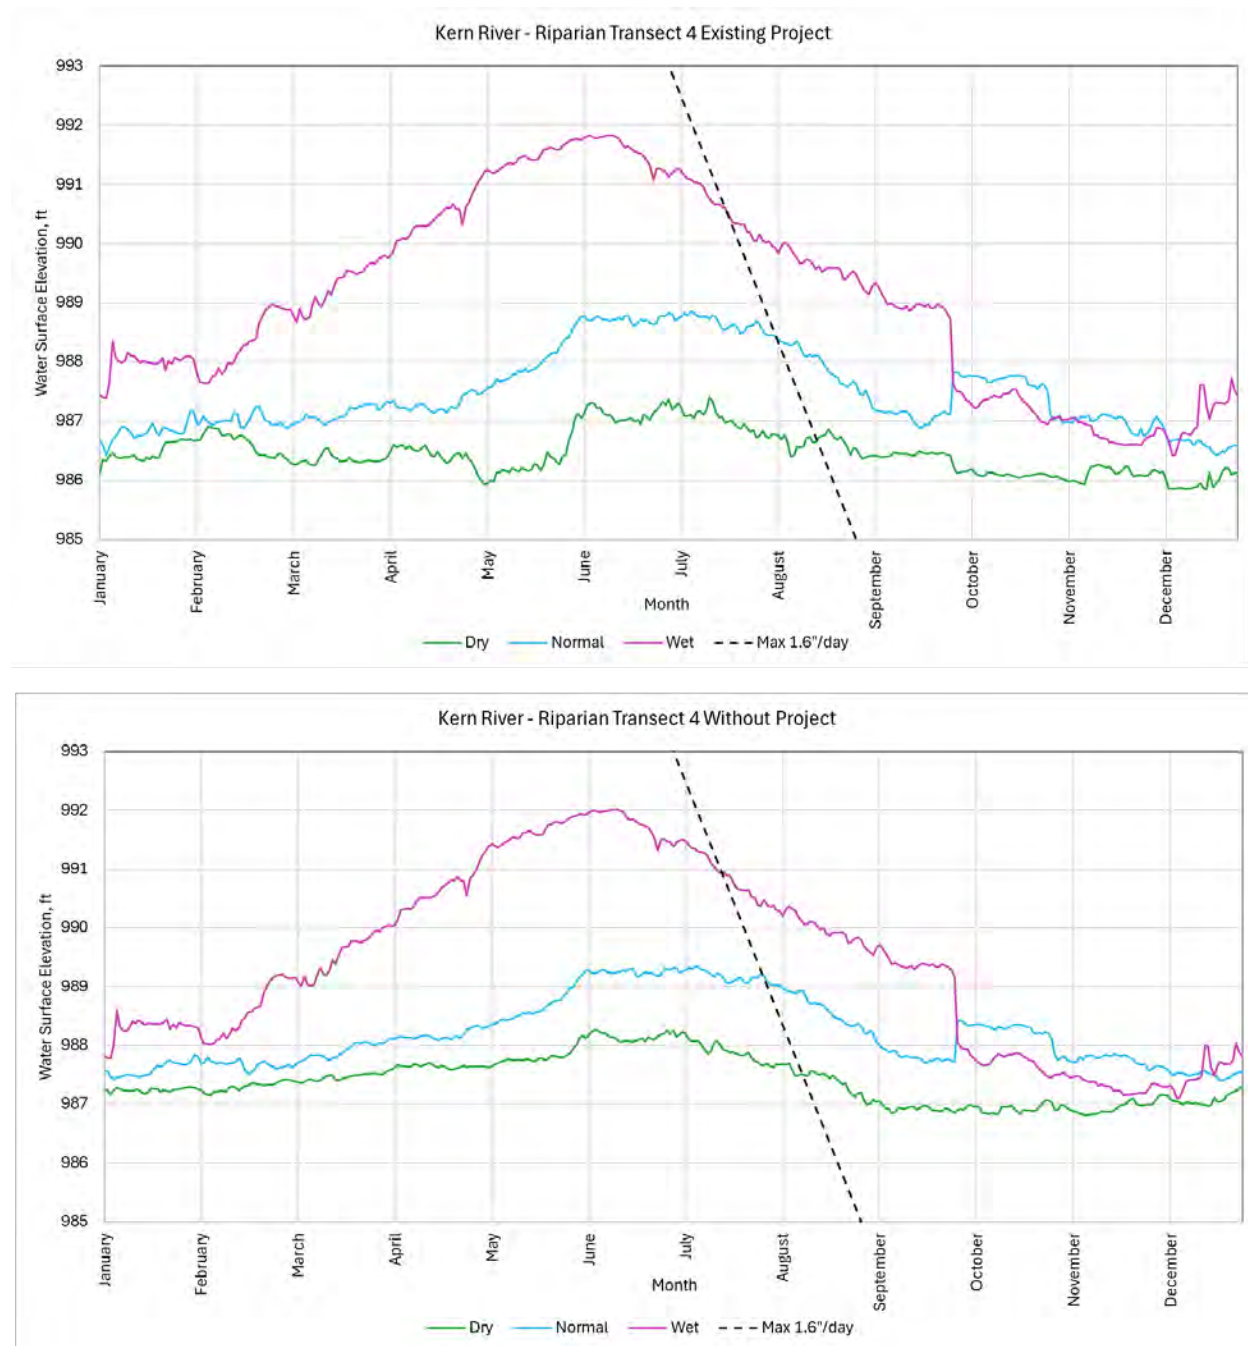 Kern River - Riparian Transect 4 Existing Project
Water Surface Elevation, ft
993
992
991
990
989
988
987
986
985
January
February
March
April
May
June
July
August
September
October
November
December
Month
Dry
Normal
Wet
Max 1.6"/day
Kern River - Riparian Transect 4 Without Project
Water Surface Elevation, ft
993
992
991
990
989
988
987
986
985
January
February
March
April
May
June
July
August
September
October
November
December
Month
Dry
Normal
Wet
Max 1.6"/day